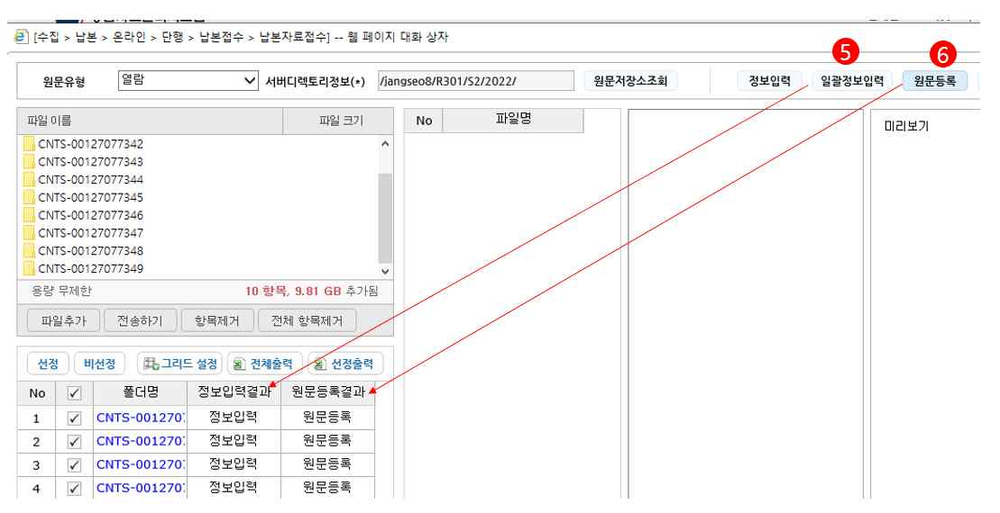 [수집 > 납본 > 온라인 > 단행 > 납본접수 > 납본자료접수] -- 웹 페이지 대화 상자
5 6
원문유형 열람 서버디렉토리정보(*) /jangseo8/R301/S2/2022/ 원문저장소조회 정보입력 일괄정보입력 원문등록
파일 이름 파일 크기 No 파일명 미리보기
CNTS-00127077342
CNTS-00127077343
CNTS-00127077344
CNTS-00127077345
CNTS-00127077346
CNTS-00127077347
CNTS-00127077348
CNTS-00127077349
용량 무제한 10 항목, 9.81 GB 추가됨
파일추가 전송하기 항목제거 전체 항목제거
선정 비선정 그리드 설정 전체출력 선정출력
No 폴더명 정보입력결과 원문등록결과
1 CNTS-001270 정보입력 원문등록
2 CNTS-001270 정보입력 원문등록
3 CNTS-001270 정보입력 원문등록
4 CNTS-001270 정보입력 원문등록